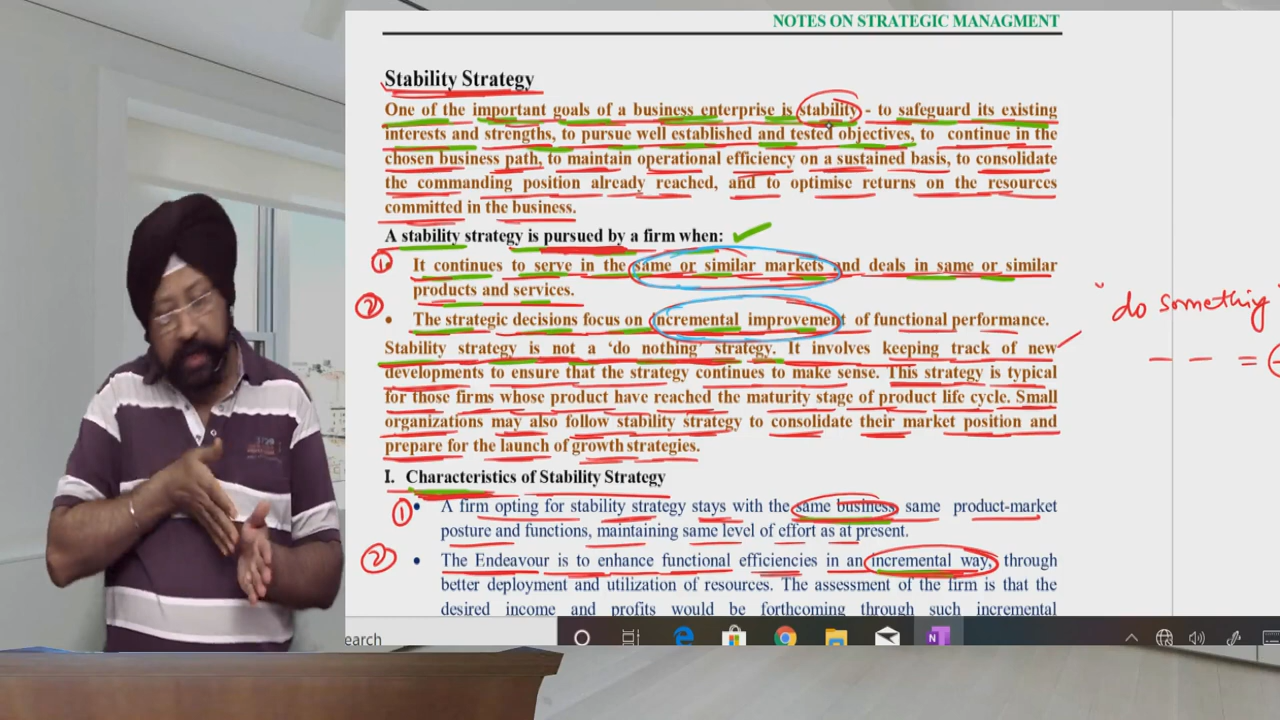 NOTES ON STRATEGIC MANAGMENT
Stability Strategy
One of the important goals of a business enterprise is stability - to safeguard its existing
interests and strengths, to pursue well established and tested objectives, to continue in the
chosen business path, to maintain operational efficiency on a sustained basis, to consolidate
the commanding position already reached, and to optimise returns on the resources
committed in the business.
A stability strategy is pursued by a firm when:
① It continues to serve in the same or similar markets and deals in same or similar
products and services.
②
• The strategic decisions focus on incremental improvement of functional performance.
Stability strategy is not a ‘do nothing’ strategy. It involves keeping track of new
developments to ensure that the strategy continues to make sense. This strategy is typical
for those firms whose product have reached the maturity stage of product life cycle. Small
organizations may also follow stability strategy to consolidate their market position and
prepare for the launch of growth strategies.
"do something"
I. Characteristics of Stability Strategy
① • A firm opting for stability strategy stays with the same business, same product-market
posture and functions, maintaining same level of effort as at present.
② • The Endeavour is to enhance functional efficiencies in an incremental way, through
better deployment and utilization of resources. The assessment of the firm is that the
desired income and profits would be forthcoming through such incremental
earch